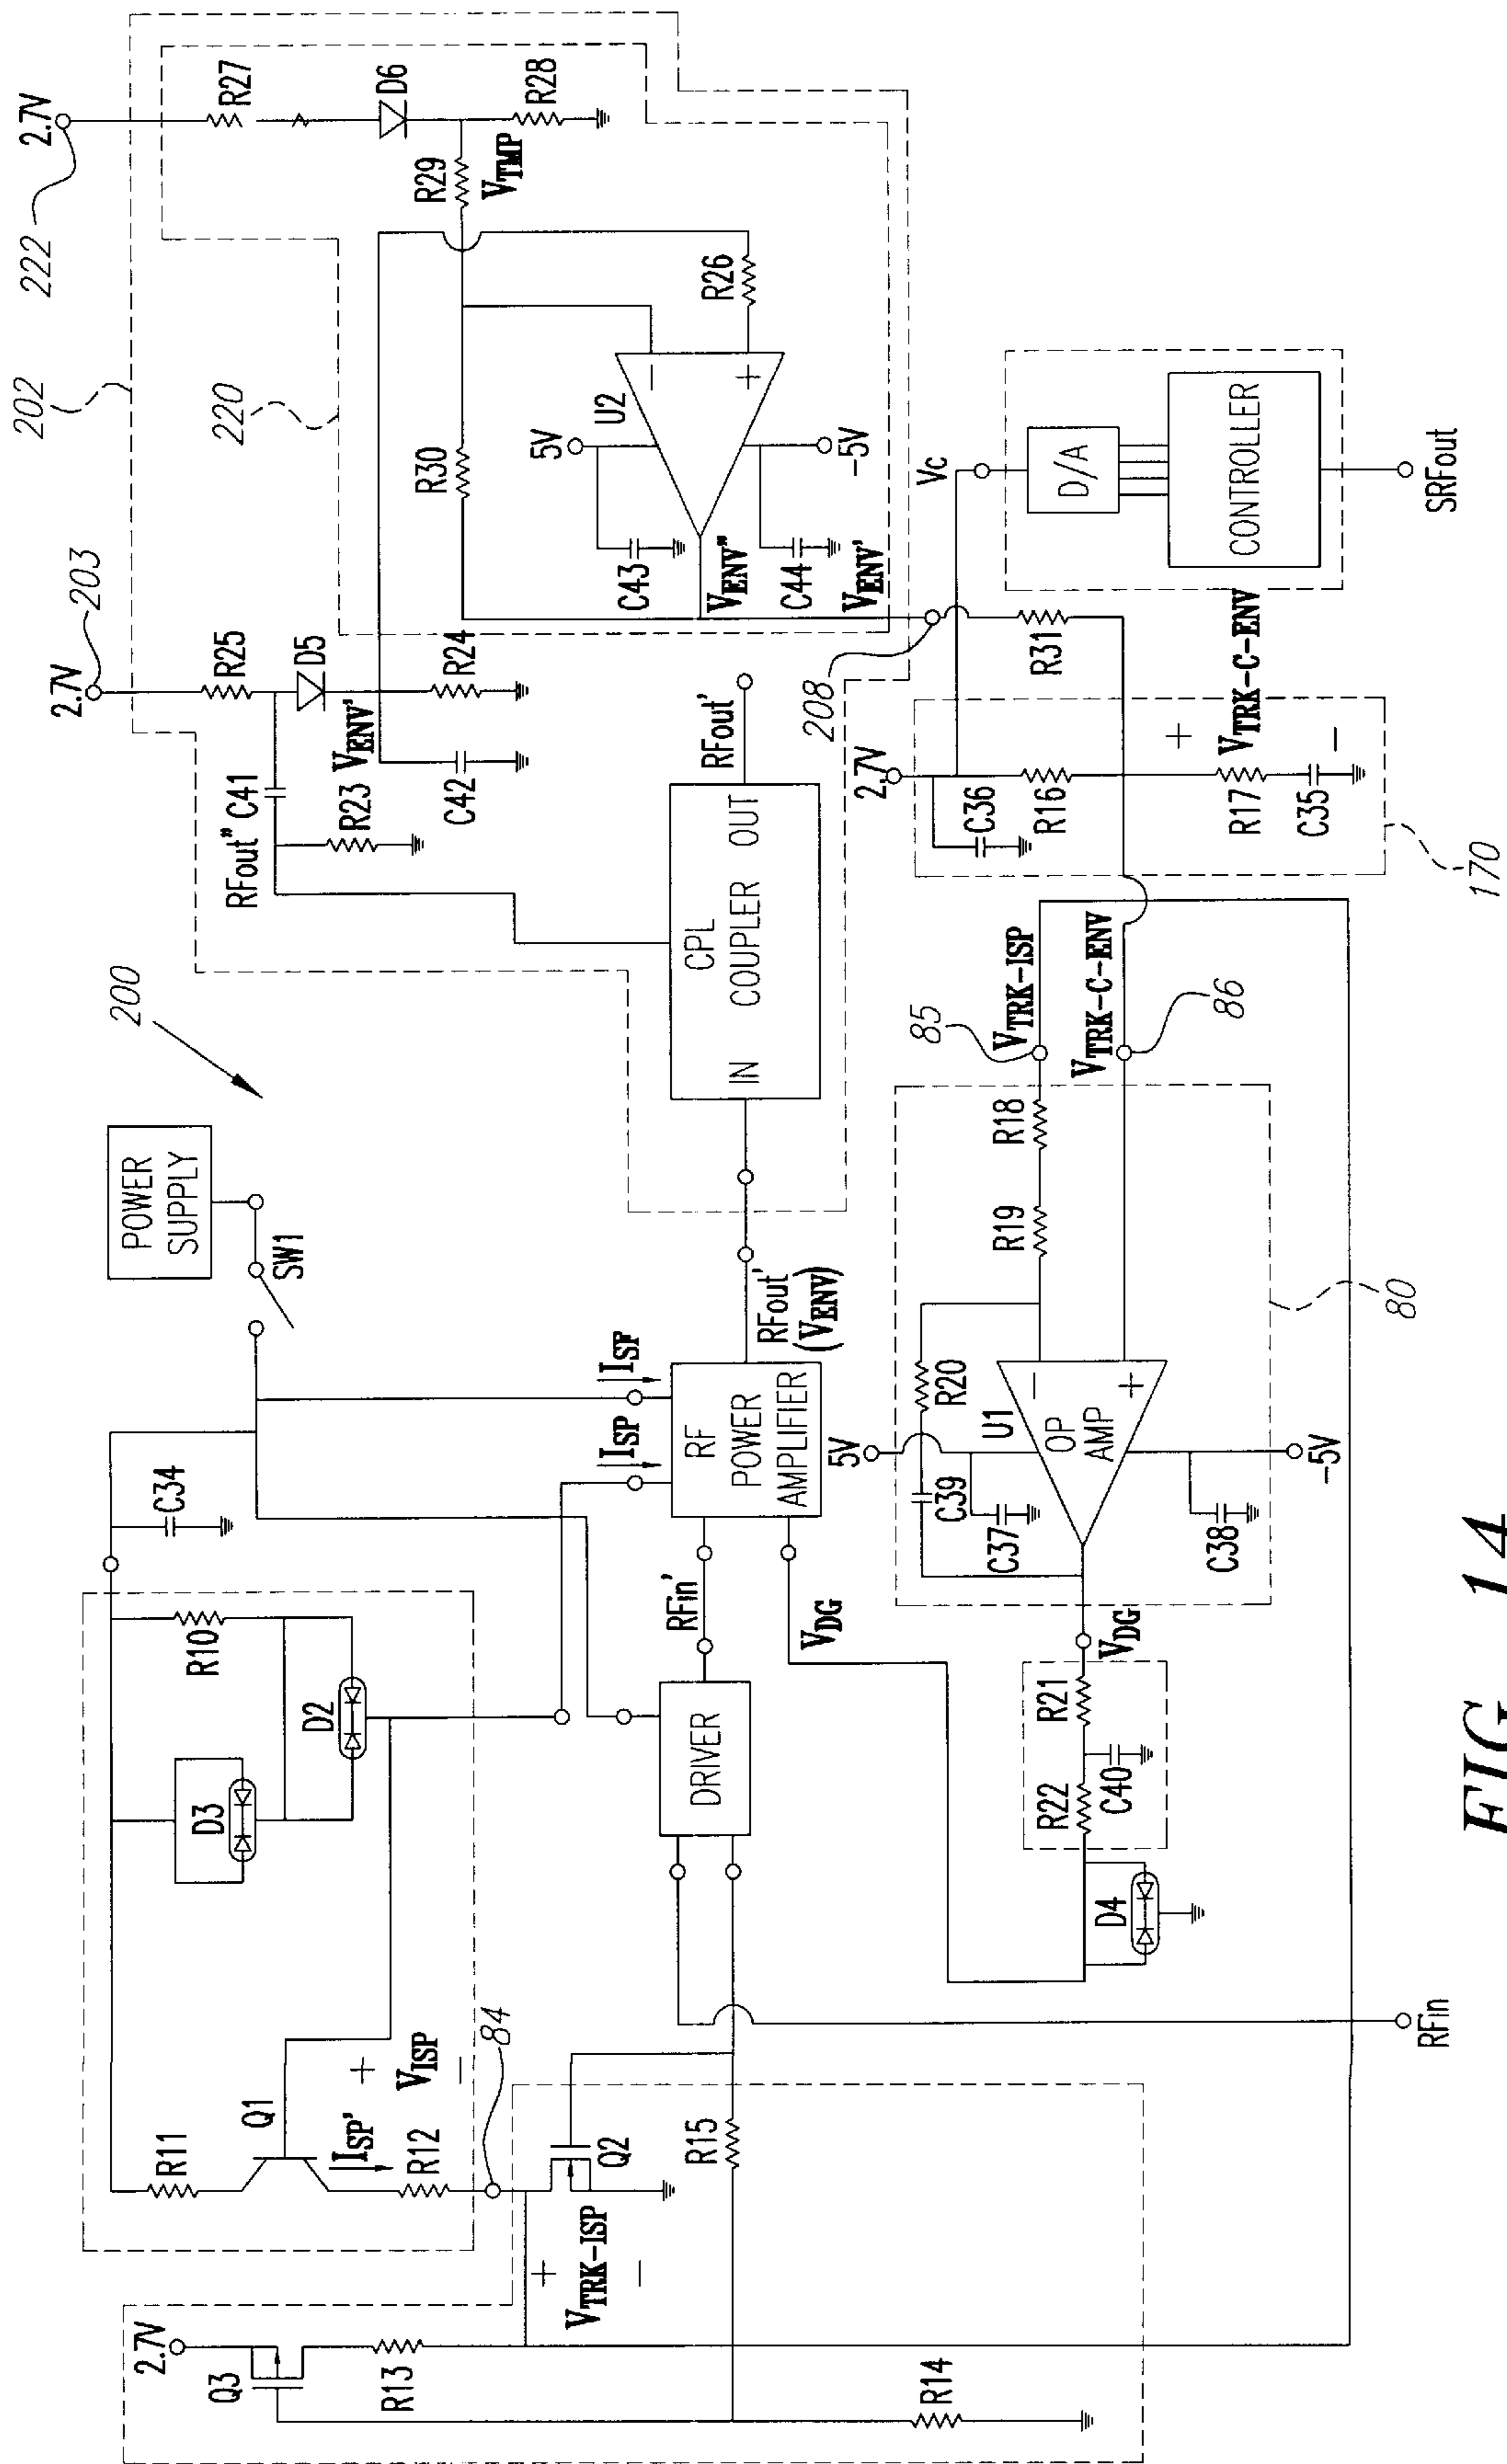 222
2.7V
202
220
R27
D6
R29
VTMP
R28
R30
R26
U2
5V
−
+
-5V
C43
VENV"
C44
VENV'
2.7V
203
R25
D5
VENV'
R24
RFout"
C41
R23
C42
RFout'
CPL
IN COUPLER OUT
208
R31
Vc
D/A
CONTROLLER
SRFout
2.7V
C36
R16
+
VTRK-C-ENV
−
R17
C35
170
200
POWER
SUPPLY
SW1
ISP
ISP
RF
POWER
AMPLIFIER
RFout'
(VENV)
RFin'
VDG
DRIVER
85
VTRK-ISP
VTRK-C-ENV
86
R18
R19
R20
C39
5V
C37
U1
−
+
OP
AMP
C38
-5V
80
VDG
R21
C40
R22
D4
C34
R10
D2
D3
R11
Q1
ISP'
R12
+
VISP
−
84
Q2
+
VTRK-ISP
−
R15
2.7V
Q3
R13
R14
RFin
FIG. 14